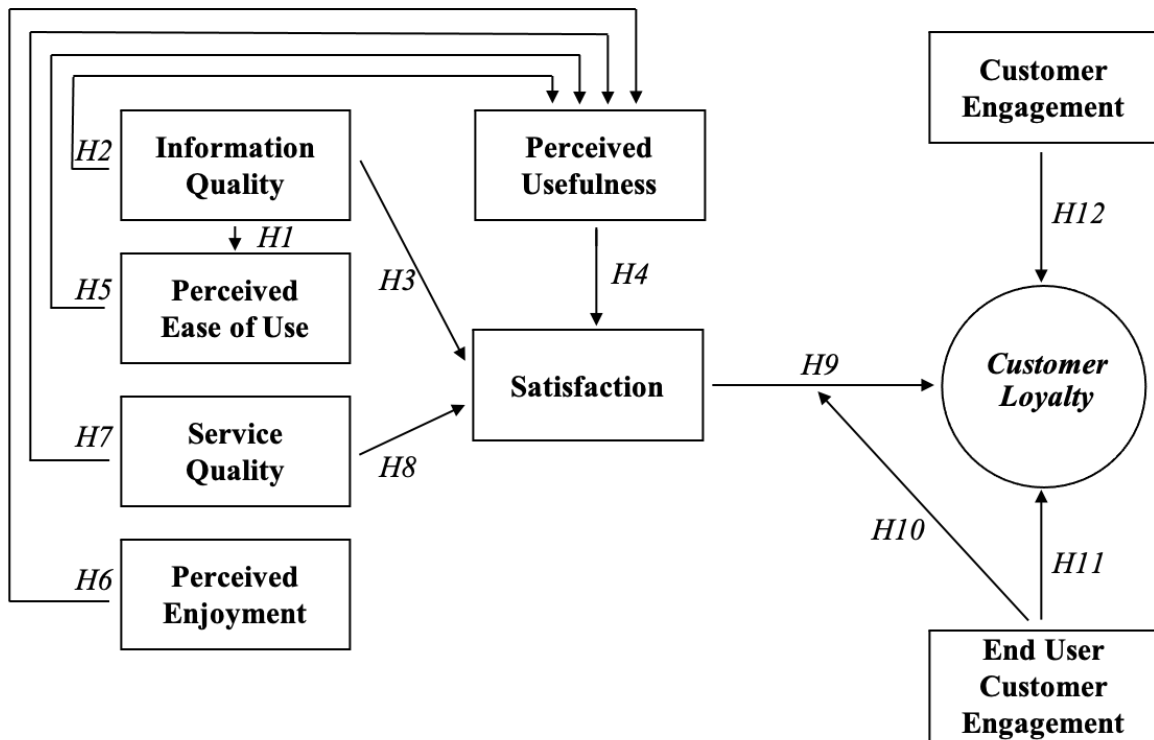 Customer
Engagement
H2
Information
Quality
Perceived
Usefulness
H12
H1
H3
H4
H5
Perceived
Ease of Use
Satisfaction
H9
Customer
Loyalty
H7
Service
Quality
H8
H10
H11
H6
Perceived
Enjoyment
End User
Customer
Engagement